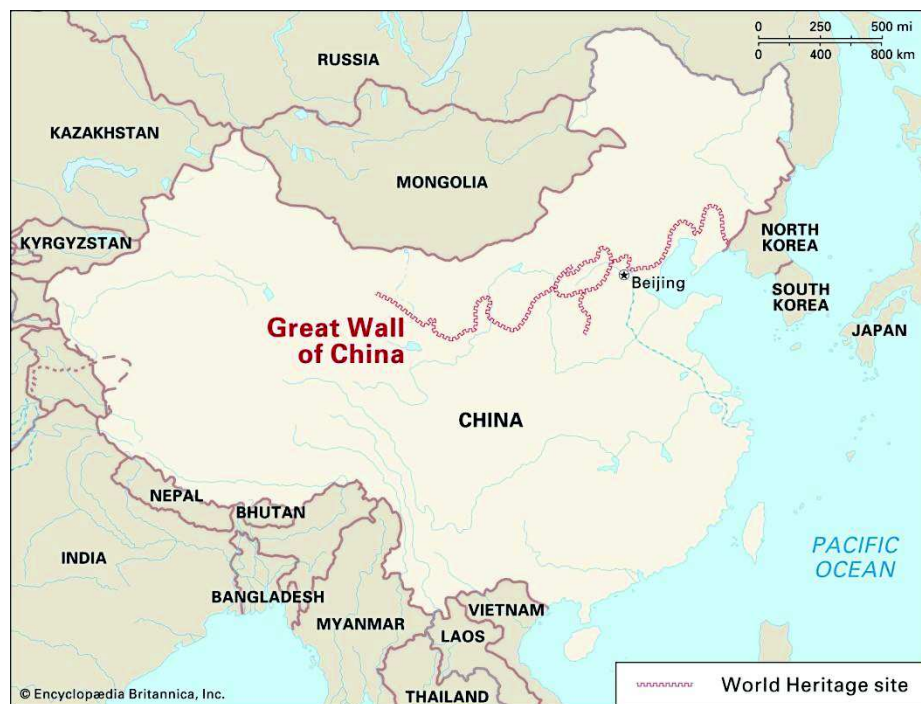 0 250 500 mi
0 400 800 km
RUSSIA
KAZAKHSTAN
MONGOLIA
KYRGYZSTAN
NORTH
KOREA
Beijing
SOUTH
KOREA
JAPAN
Great Wall
of China
CHINA
NEPAL
BHUTAN
INDIA
PACIFIC
OCEAN
BANGLADESH
MYANMAR
VIETNAM
LAOS
THAILAND
© Encyclopædia Britannica, Inc.
World Heritage site